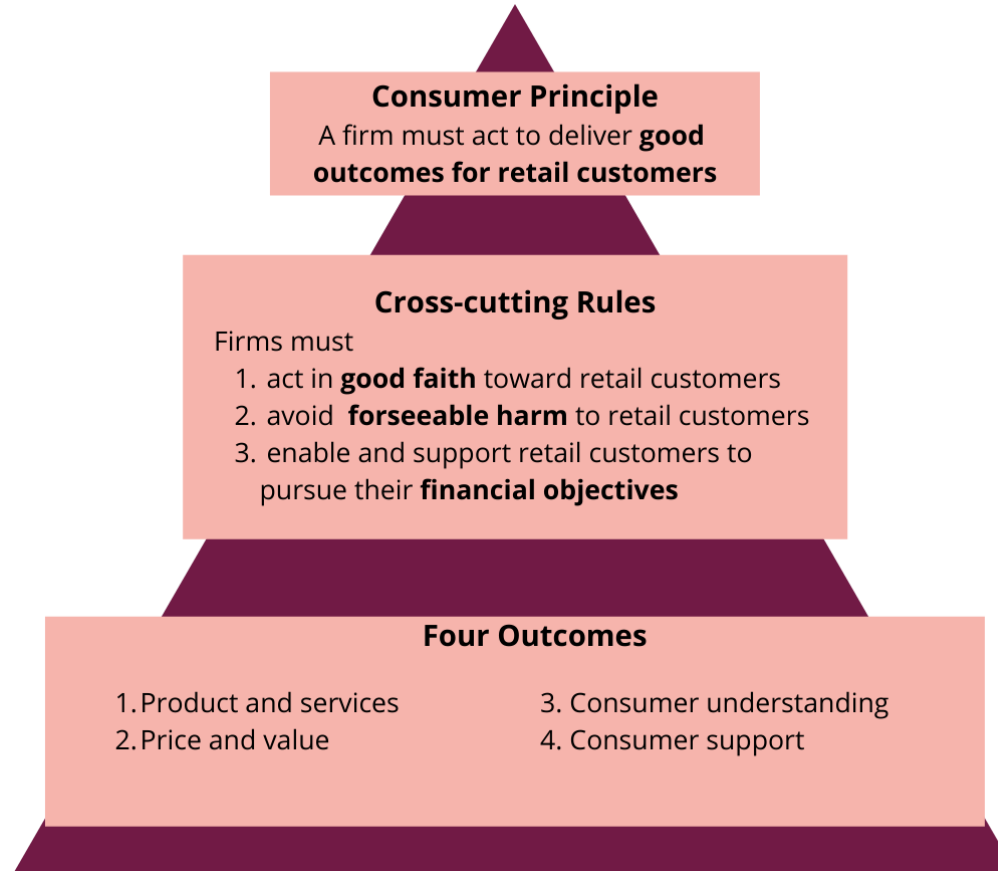 Consumer Principle
A firm must act to deliver good
outcomes for retail customers
Cross-cutting Rules
Firms must
1. act in good faith toward retail customers
2. avoid forseeable harm to retail customers
3. enable and support retail customers to
pursue their financial objectives
Four Outcomes
1. Product and services
2. Price and value
3. Consumer understanding
4. Consumer support